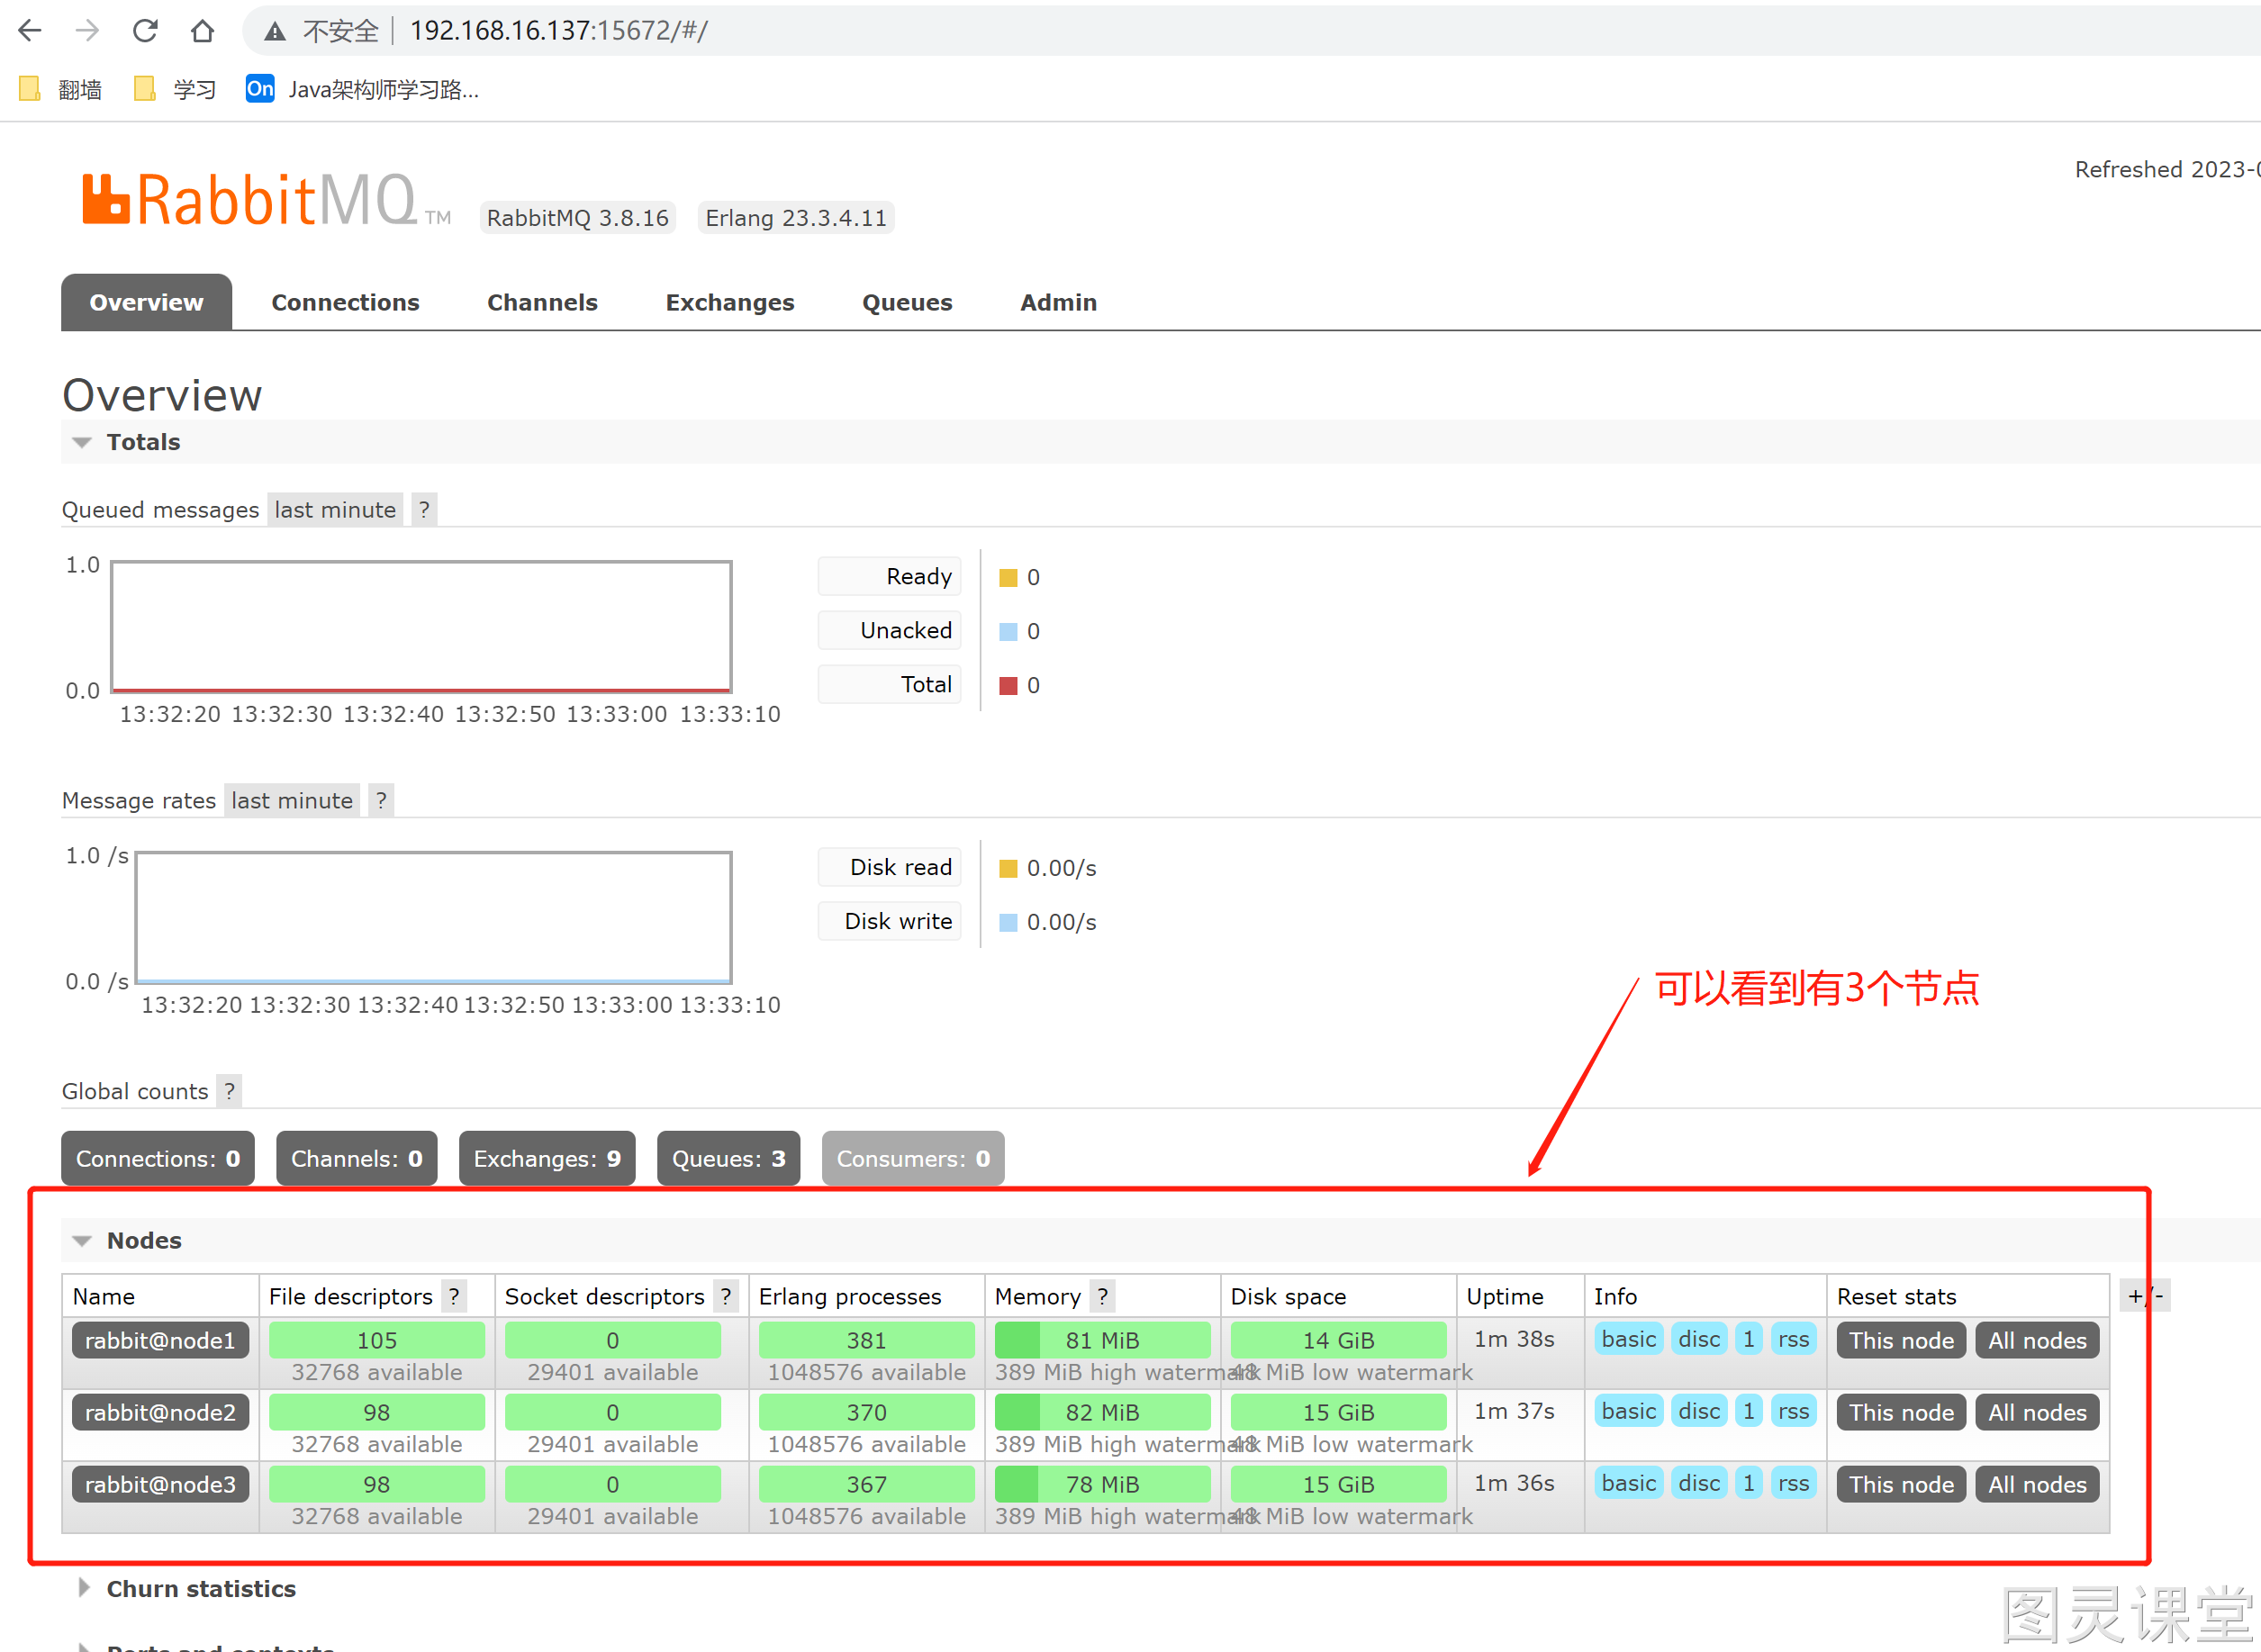 不安全 192.168.16.137:15672/#/
翻墙 学习 On Java架构师学习路...
Refreshed 2023-0
RabbitMQ TM RabbitMQ 3.8.16 Erlang 23.3.4.11
Overview Connections Channels Exchanges Queues Admin
Overview
Totals
Queued messages last minute ?
1.0
0.0
13:32:20 13:32:30 13:32:40 13:32:50 13:33:00 13:33:10
Ready 0
Unacked 0
Total 0
Message rates last minute ?
1.0 /s
0.0 /s
13:32:20 13:32:30 13:32:40 13:32:50 13:33:00 13:33:10
Disk read 0.00/s
Disk write 0.00/s
可以看到有3个节点
Global counts ?
Connections: 0 Channels: 0 Exchanges: 9 Queues: 3 Consumers: 0
Nodes
Name File descriptors ? Socket descriptors ? Erlang processes Memory ? Disk space Uptime Info Reset stats +/-
rabbit@node1 105 0 381 81 MiB 14 GiB 1m 38s basic disc 1 rss This node All nodes
32768 available 29401 available 1048576 available 389 MiB high watermark 48 MiB low watermark
rabbit@node2 98 0 370 82 MiB 15 GiB 1m 37s basic disc 1 rss This node All nodes
32768 available 29401 available 1048576 available 389 MiB high watermark 48 MiB low watermark
rabbit@node3 98 0 367 78 MiB 15 GiB 1m 36s basic disc 1 rss This node All nodes
32768 available 29401 available 1048576 available 389 MiB high watermark 48 MiB low watermark
Churn statistics
Ports and contexts
图灵课堂